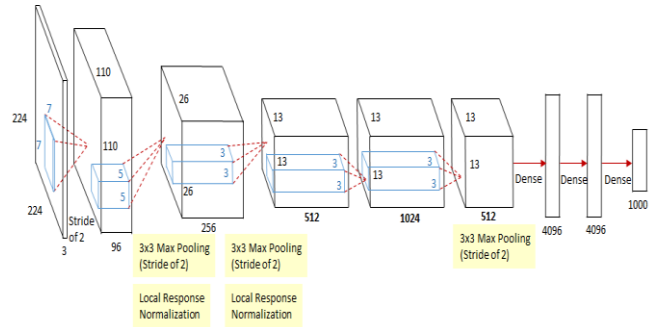 224
7
7
224
3
Stride
of 2
110
110
5
5
96
26
26
3
3
256
3x3 Max Pooling
(Stride of 2)
Local Response
Normalization
3x3 Max Pooling
(Stride of 2)
Local Response
Normalization
13
13
3
3
512
13
13
3
3
1024
13
13
512
3x3 Max Pooling
(Stride of 2)
Dense
4096
Dense
4096
Dense
1000